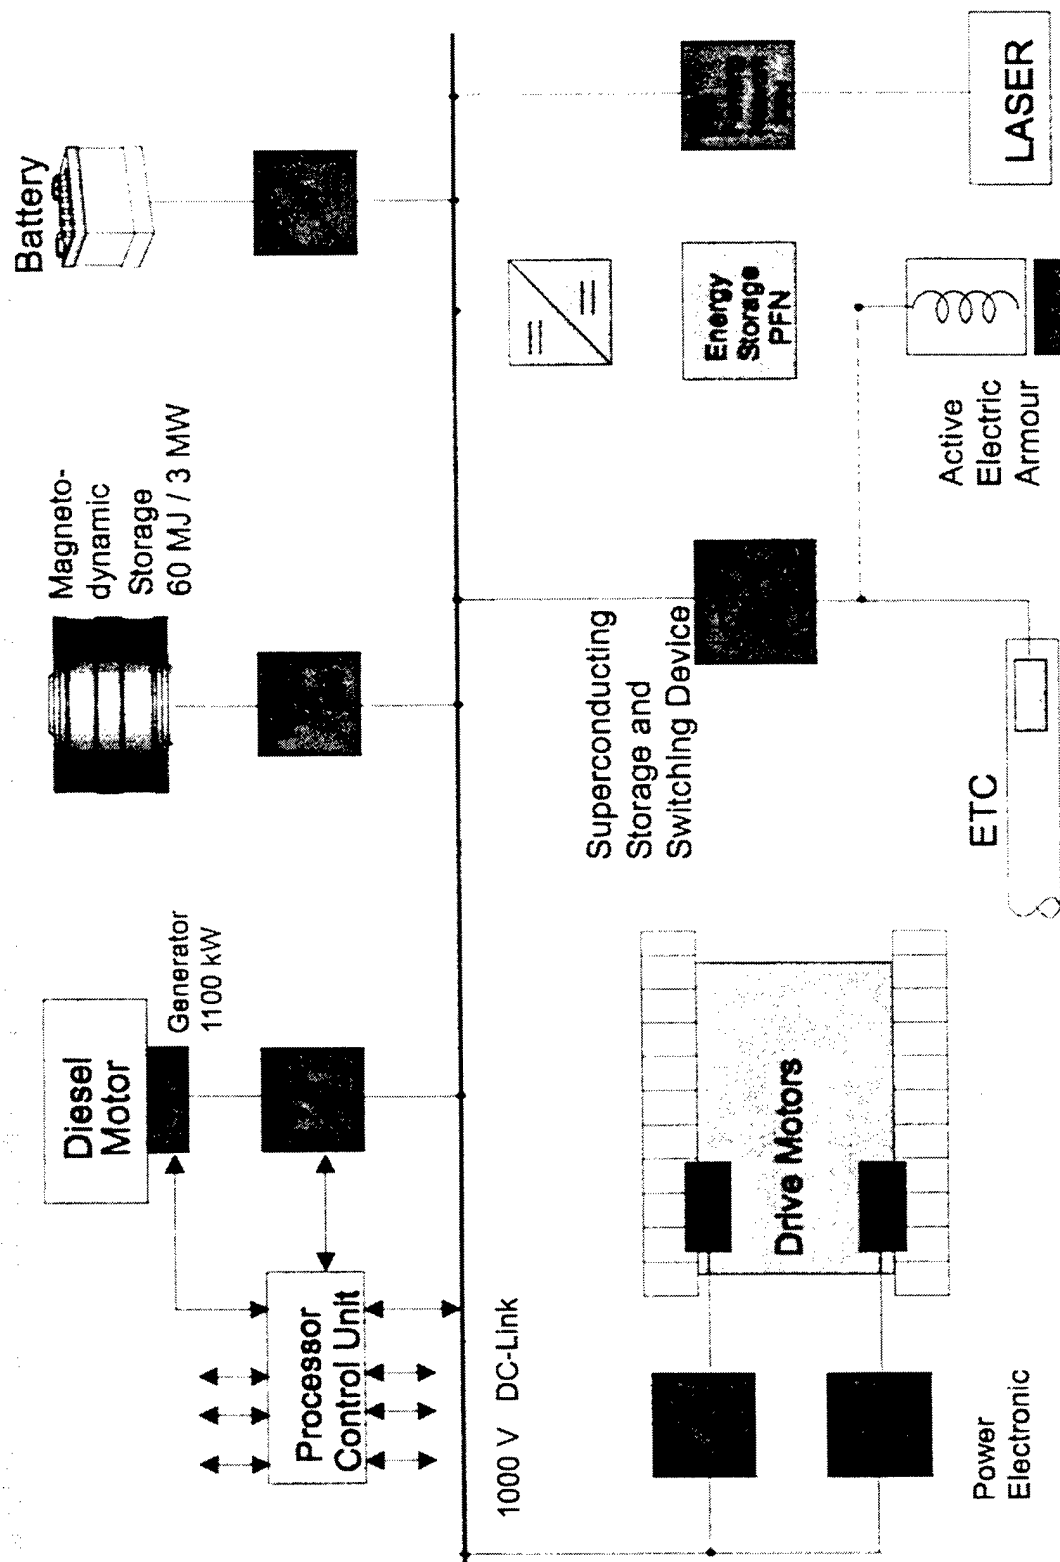 Diesel
Motor
Generator
1100 kW
Magneto-
dynamic
Storage
60 MJ / 3 MW
Battery
Processor
Control Unit
1000 V DC-Link
Power
Electronic
Drive Motors
Superconducting
Storage and
Switching Device
ETC
Energy
Storage
PFN
Active
Electric
Armour
LASER